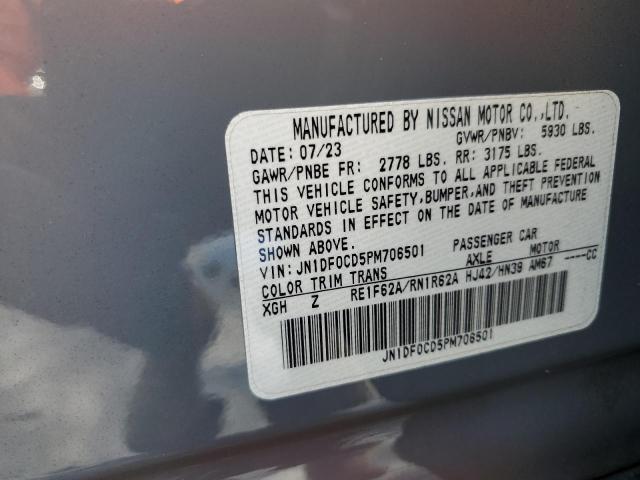 MANUFACTURED BY NISSAN MOTOR CO.,LTD.
DATE: 07/23 GVWR/PNBV: 5930 LBS.
GAWR/PNBE FR: 2778 LBS. RR: 3175 LBS.
THIS VEHICLE CONFORMS TO ALL APPLICABLE FEDERAL
MOTOR VEHICLE SAFETY, BUMPER, AND THEFT PREVENTION
STANDARDS IN EFFECT ON THE DATE OF MANUFACTURE
SHOWN ABOVE.
VIN: JN1DF0CD5PM706501 PASSENGER CAR
COLOR TRIM TRANS AXLE MOTOR
XGH Z RE1F62A/RN1R62A HJ42/HN39 AM67 ----CC
JN1DF0CD5PM706501